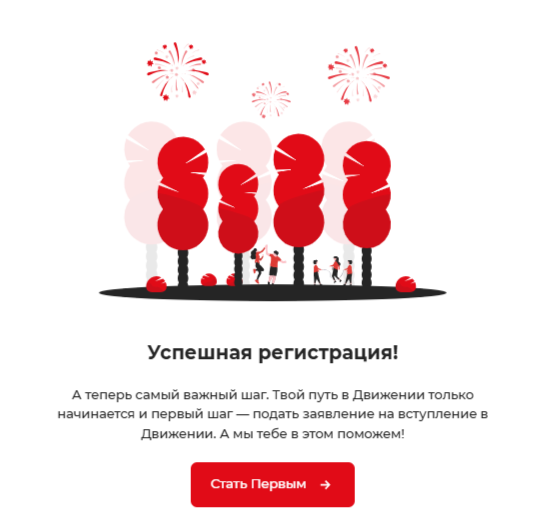 Успешная регистрация!
А теперь самый важный шаг. Твой путь в Движении только
начинается и первый шаг — подать заявление на вступление в
Движении. А мы тебе в этом поможем!
Стать Первым →